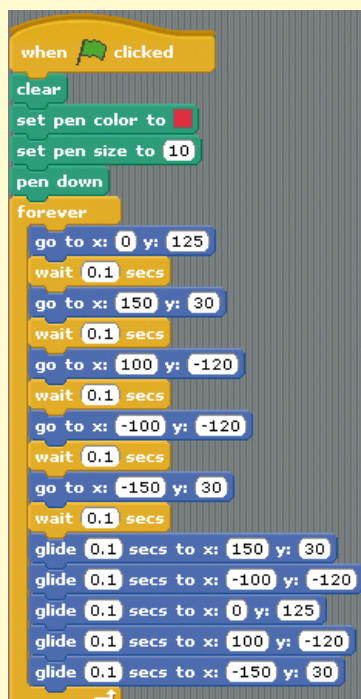 when clicked
clear
set pen color to
set pen size to 10
pen down
forever
go to x: 0 y: 125
wait 0.1 secs
go to x: 150 y: 30
wait 0.1 secs
go to x: 100 y: -120
wait 0.1 secs
go to x: -100 y: -120
wait 0.1 secs
go to x: -150 y: 30
wait 0.1 secs
glide 0.1 secs to x: 150 y: 30
glide 0.1 secs to x: -100 y: -120
glide 0.1 secs to x: 0 y: 125
glide 0.1 secs to x: 100 y: -120
glide 0.1 secs to x: -150 y: 30